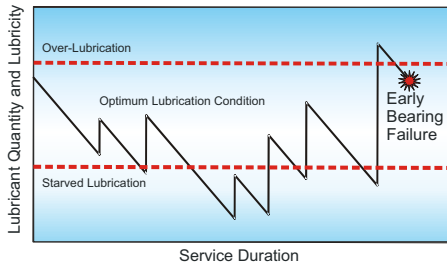 Lubricant Quantity and Lubricity
Over-Lubrication
Optimum Lubrication Condition
Early
Bearing
Failure
Starved Lubrication
Service Duration